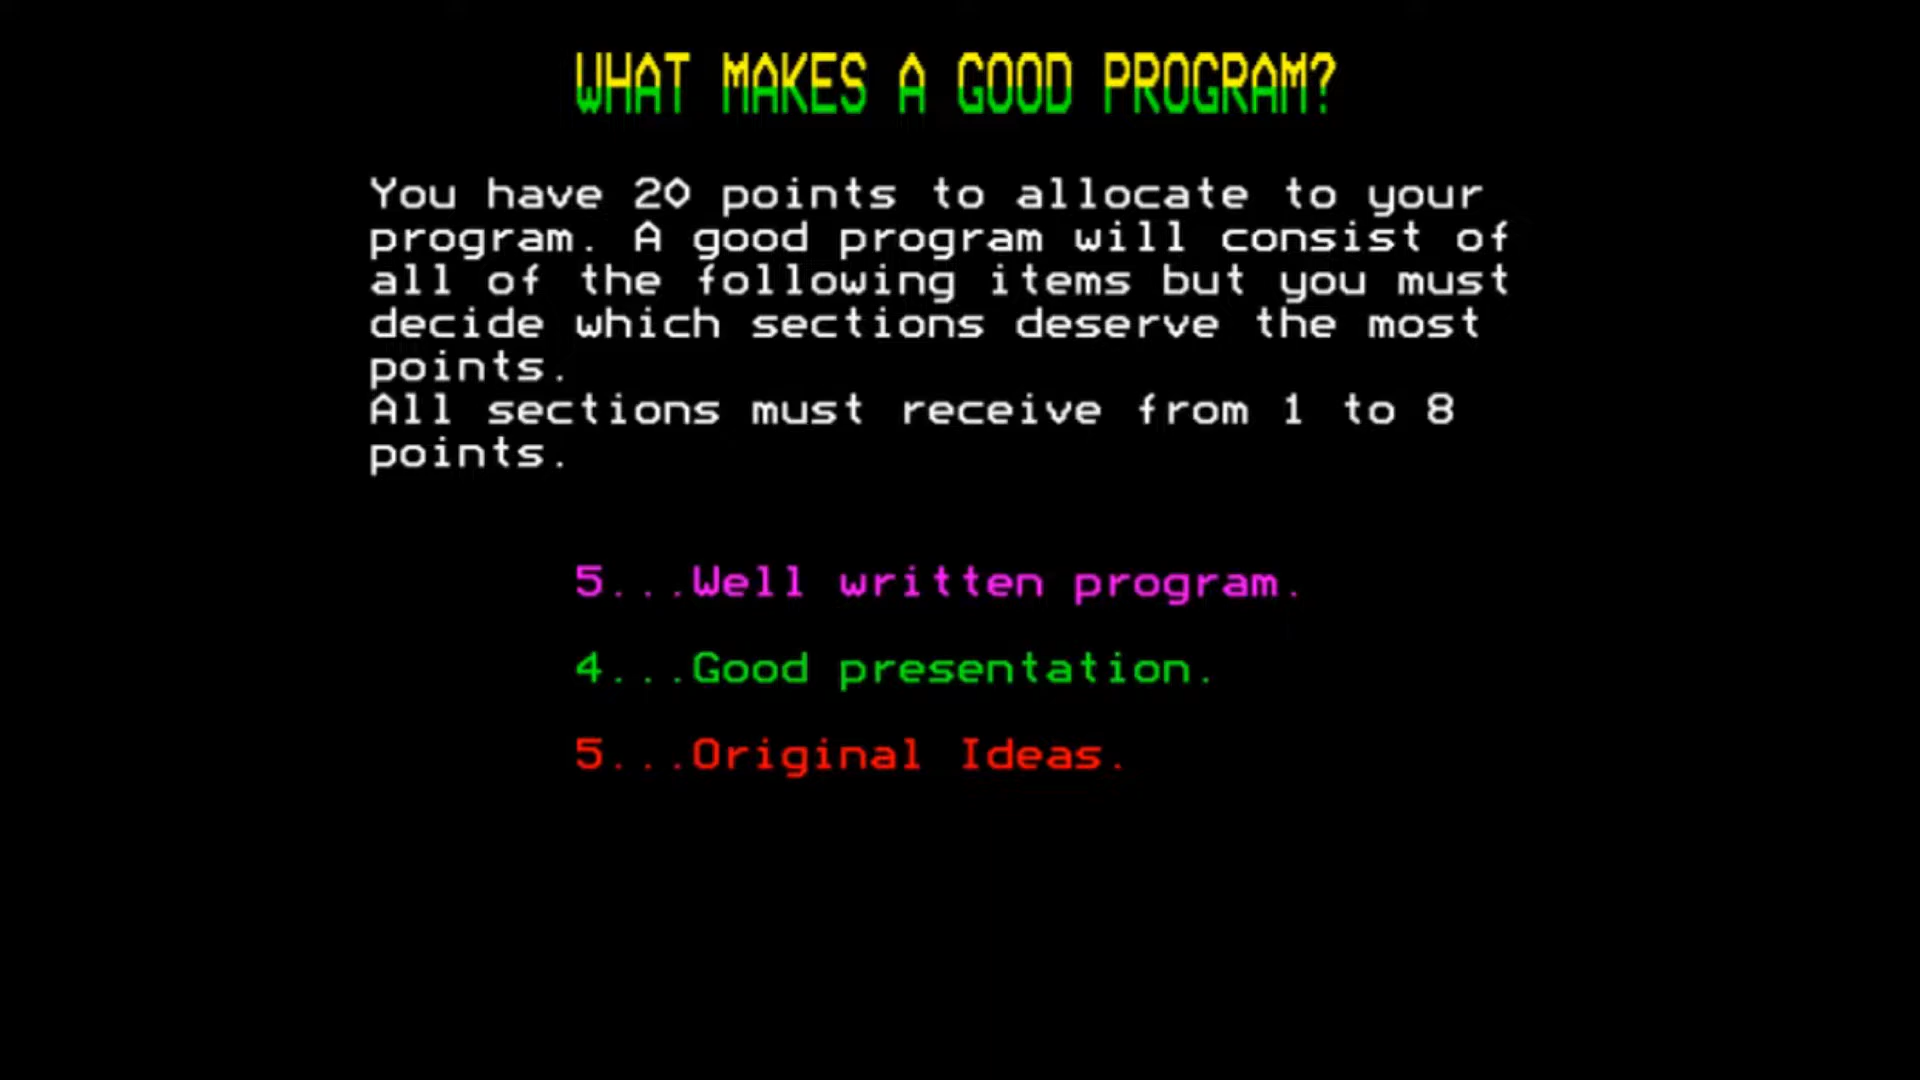 WHAT MAKES A GOOD PROGRAM?
You have 20 points to allocate to your
program. A good program will consist of
all of the following items but you must
decide which sections deserve the most
points.
All sections must receive from 1 to 8
points.
5...Well written program.
4...Good presentation.
5...Original Ideas.